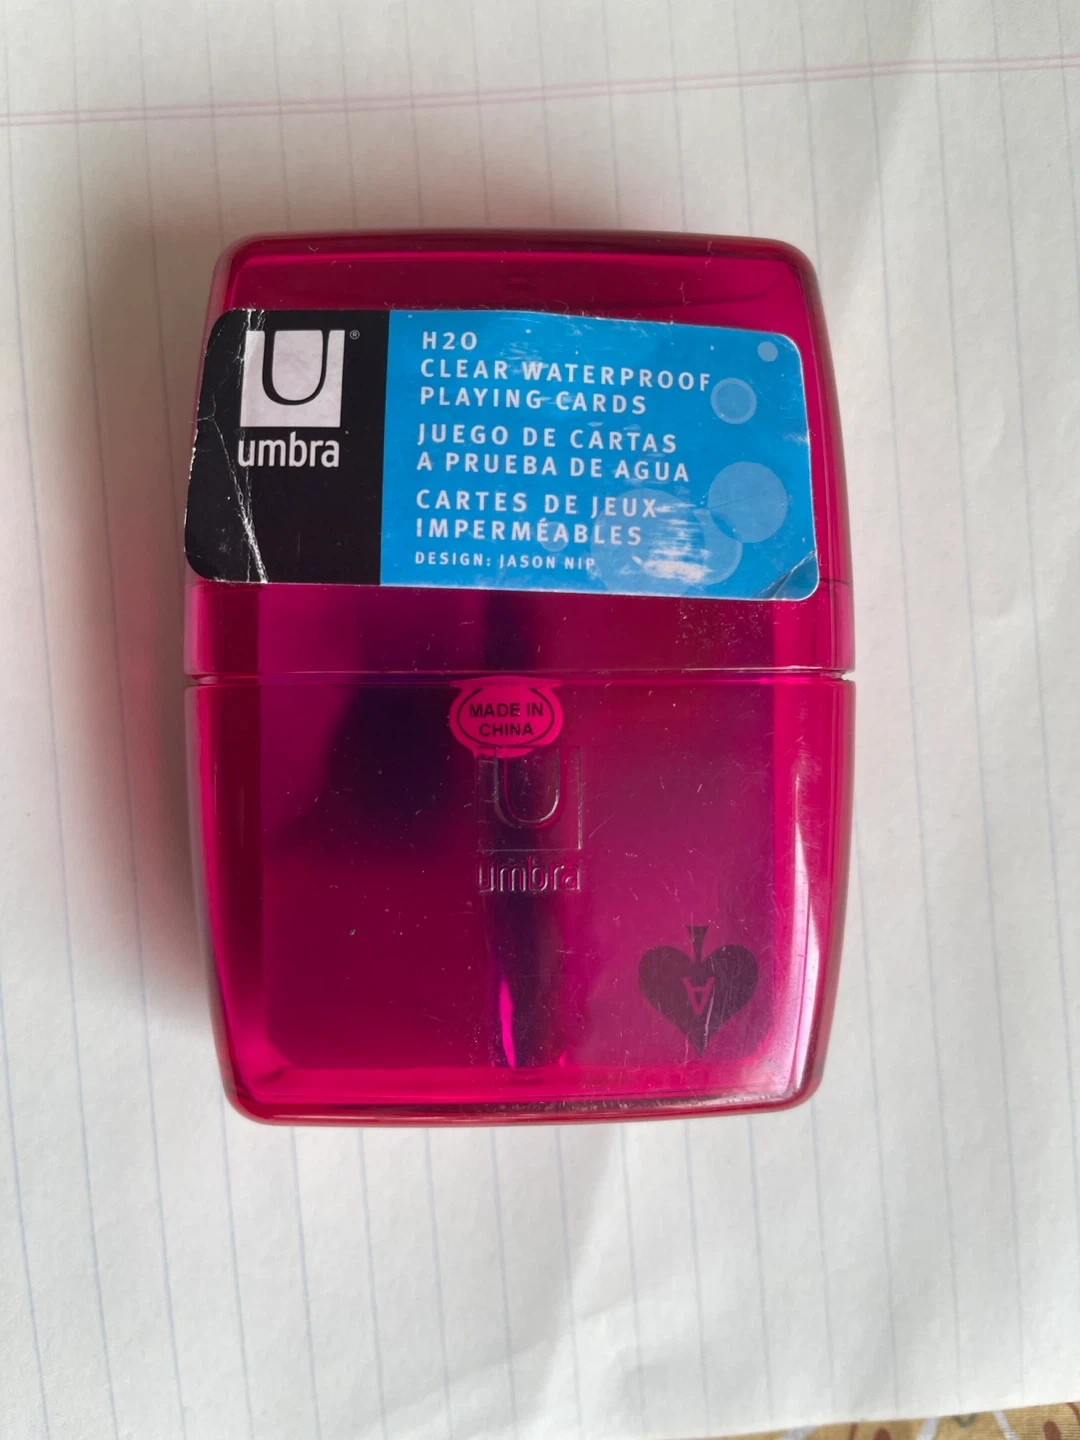 U®
umbra
H2O
CLEAR WATERPROOF
PLAYING CARDS
JUEGO DE CARTAS
A PRUEBA DE AGUA
CARTES DE JEUX
IMPERMÉABLES
DESIGN: JASON NIP
MADE IN
CHINA
U
umbra
A